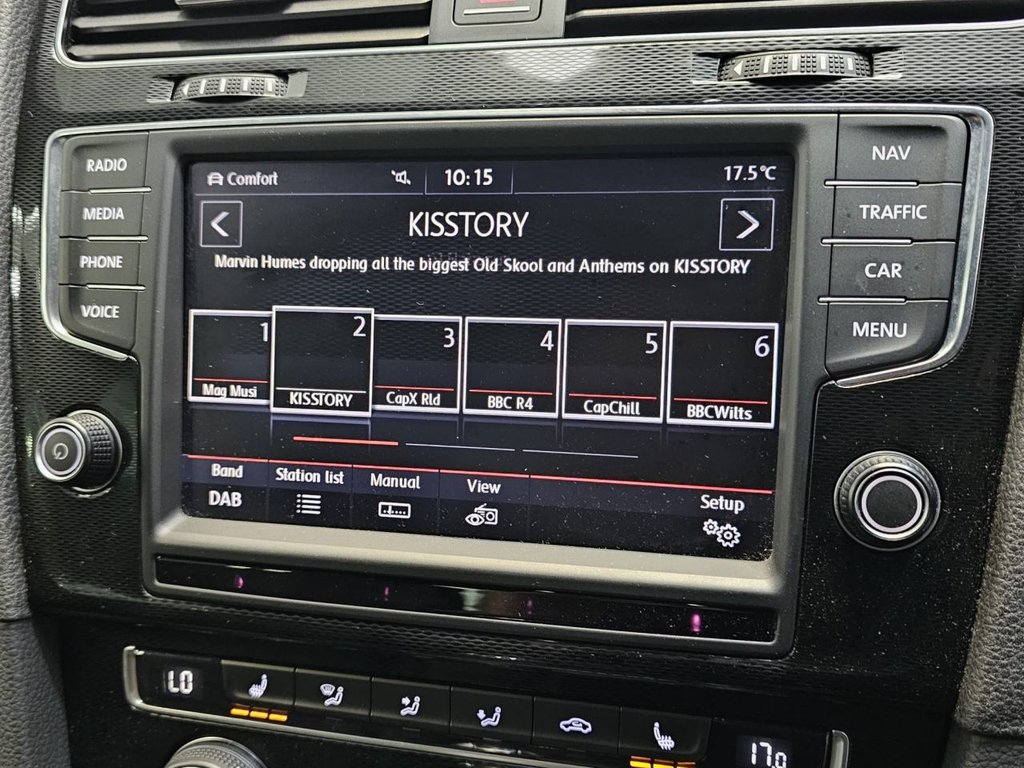 RADIO
MEDIA
PHONE
VOICE
Comfort
10:15
17.5°C
KISSTORY
Marvin Humes dropping all the biggest Old Skool and Anthems on KISSTORY
1 2 3 4 5 6
Mag Musi KISSTORY CapX Rld BBC R4 CapChill BBCWilts
Band Station list Manual View Setup
DAB
NAV
TRAFFIC
CAR
MENU
LO
17.0